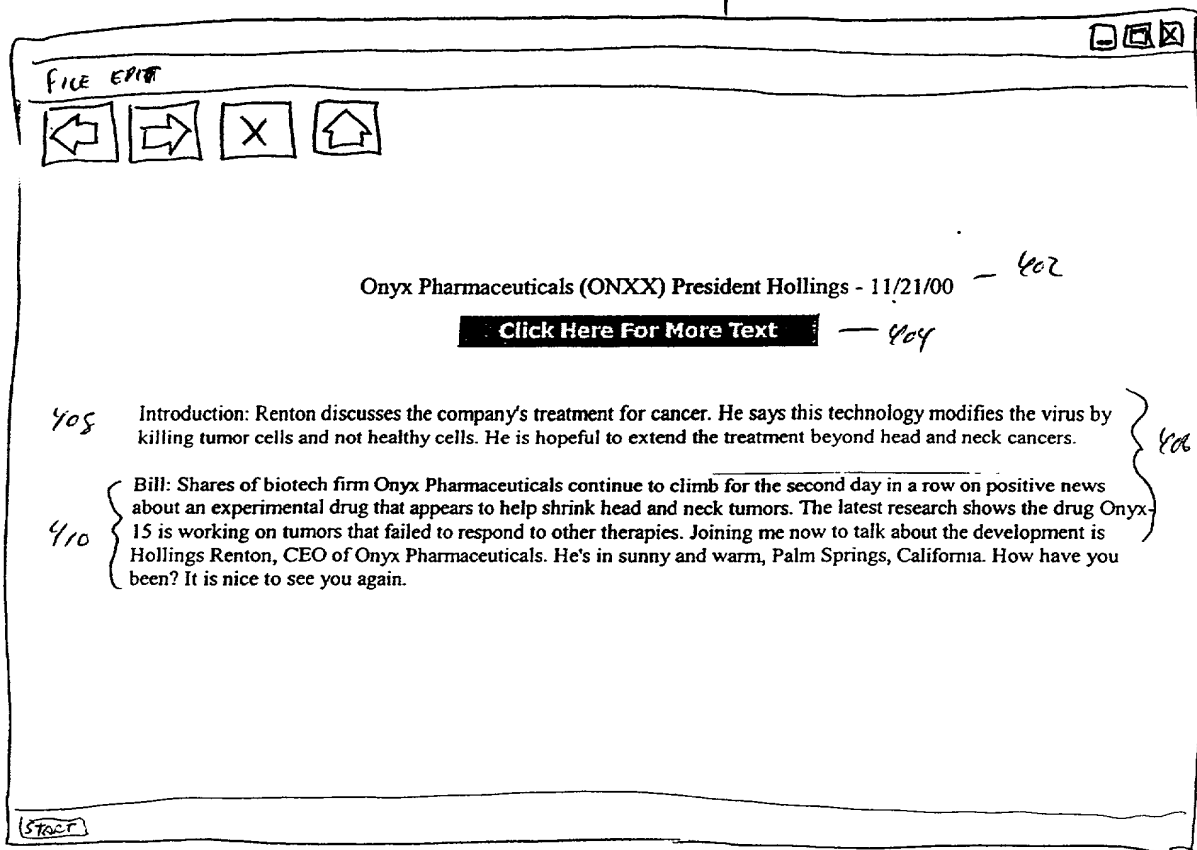 FILE EDIT
X
Onyx Pharmaceuticals (ONXX) President Hollings - 11/21/00 — 402
Click Here For More Text — 404
408 Introduction: Renton discusses the company's treatment for cancer. He says this technology modifies the virus by
killing tumor cells and not healthy cells. He is hopeful to extend the treatment beyond head and neck cancers. 406
Bill: Shares of biotech firm Onyx Pharmaceuticals continue to climb for the second day in a row on positive news
about an experimental drug that appears to help shrink head and neck tumors. The latest research shows the drug Onyx-
410 15 is working on tumors that failed to respond to other therapies. Joining me now to talk about the development is
Hollings Renton, CEO of Onyx Pharmaceuticals. He's in sunny and warm, Palm Springs, California. How have you
been? It is nice to see you again.
START